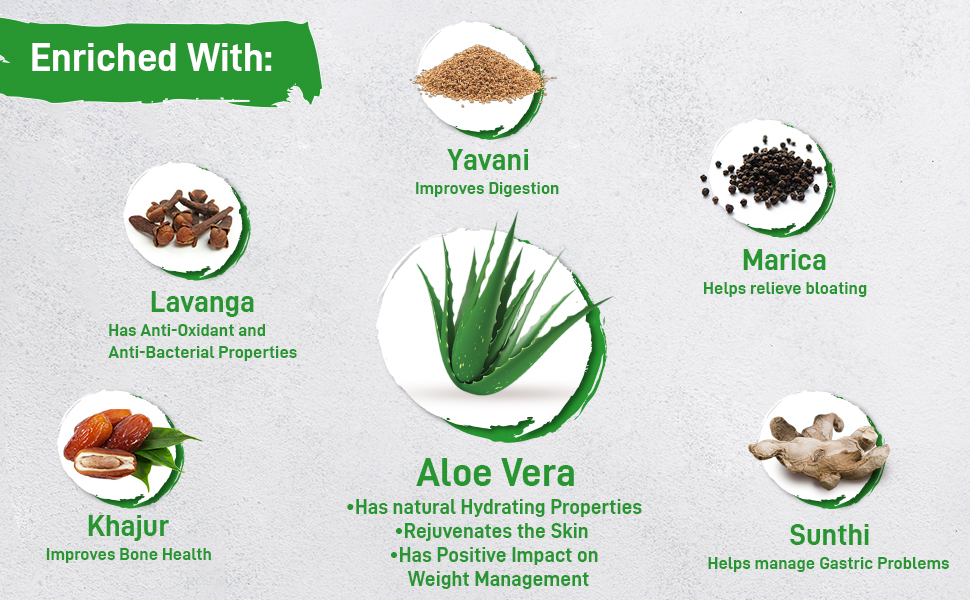 Enriched With:
Yavani
Improves Digestion
Lavanga
Has Anti-Oxidant and
Anti-Bacterial Properties
Marica
Helps relieve bloating
Khajur
Improves Bone Health
Aloe Vera
•Has natural Hydrating Properties
•Rejuvenates the Skin
•Has Positive Impact on
Weight Management
Sunthi
Helps manage Gastric Problems